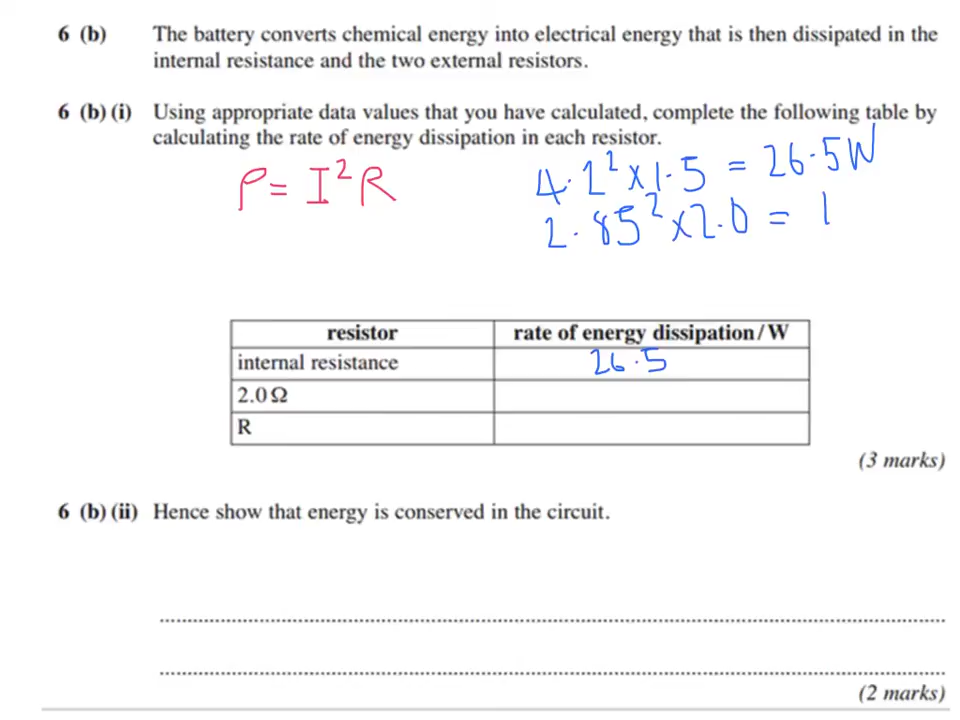 6 (b) The battery converts chemical energy into electrical energy that is then dissipated in the
internal resistance and the two external resistors.
6 (b) (i) Using appropriate data values that you have calculated, complete the following table by
calculating the rate of energy dissipation in each resistor.
P = I²R
4.2² × 1.5 = 26.5W
2.85² × 2.0 = 1
resistor rate of energy dissipation / W
internal resistance 26.5
2.0 Ω
R
(3 marks)
6 (b) (ii) Hence show that energy is conserved in the circuit.
(2 marks)